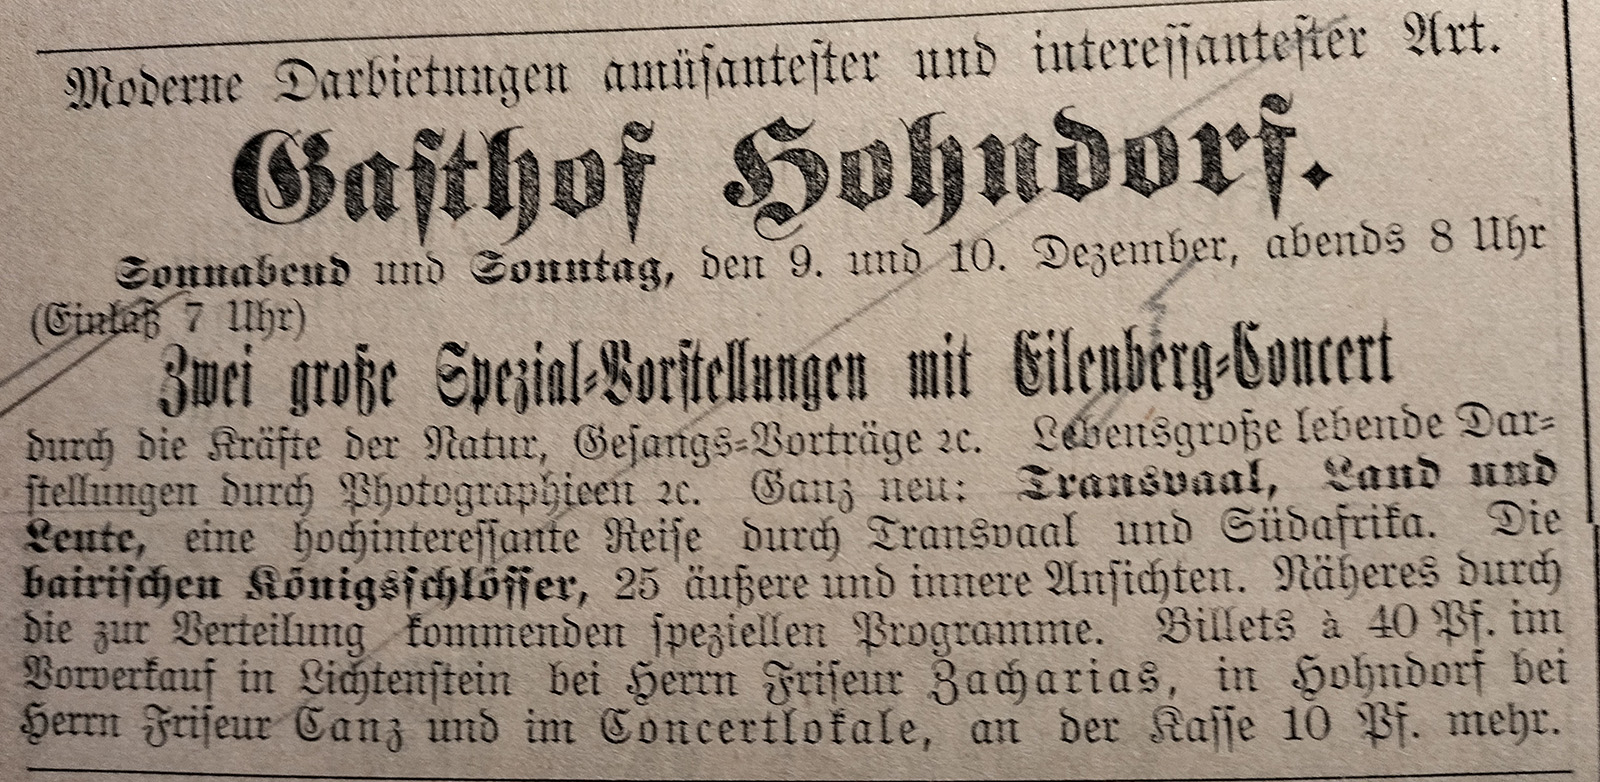 Moderne Darbietungen amüsantester und interessantester Art.
Gasthof Hohndorf.
Sonnabend und Sonntag, den 9. und 10. Dezember, abends 8 Uhr
(Einlaß 7 Uhr)
Zwei große Spezial-Vorstellungen mit Eilenberg-Concert
durch die Kräfte der Natur, Gesangs-Vorträge ꝛc. Lebensgroße lebende Dar-
stellungen durch Photographieen ꝛc. Ganz neu: Transvaal, Land und
Leute, eine hochinteressante Reise durch Transvaal und Südafrika. Die
bairischen Königsschlösser, 25 äußere und innere Ansichten. Näheres durch
die zur Verteilung kommenden speziellen Programme. Billets à 40 Pf. im
Vorverkauf in Lichtenstein bei Herrn Friseur Zacharias, in Hohndorf bei
Herrn Friseur Canz und im Concertlokale, an der Kasse 10 Pf. mehr.